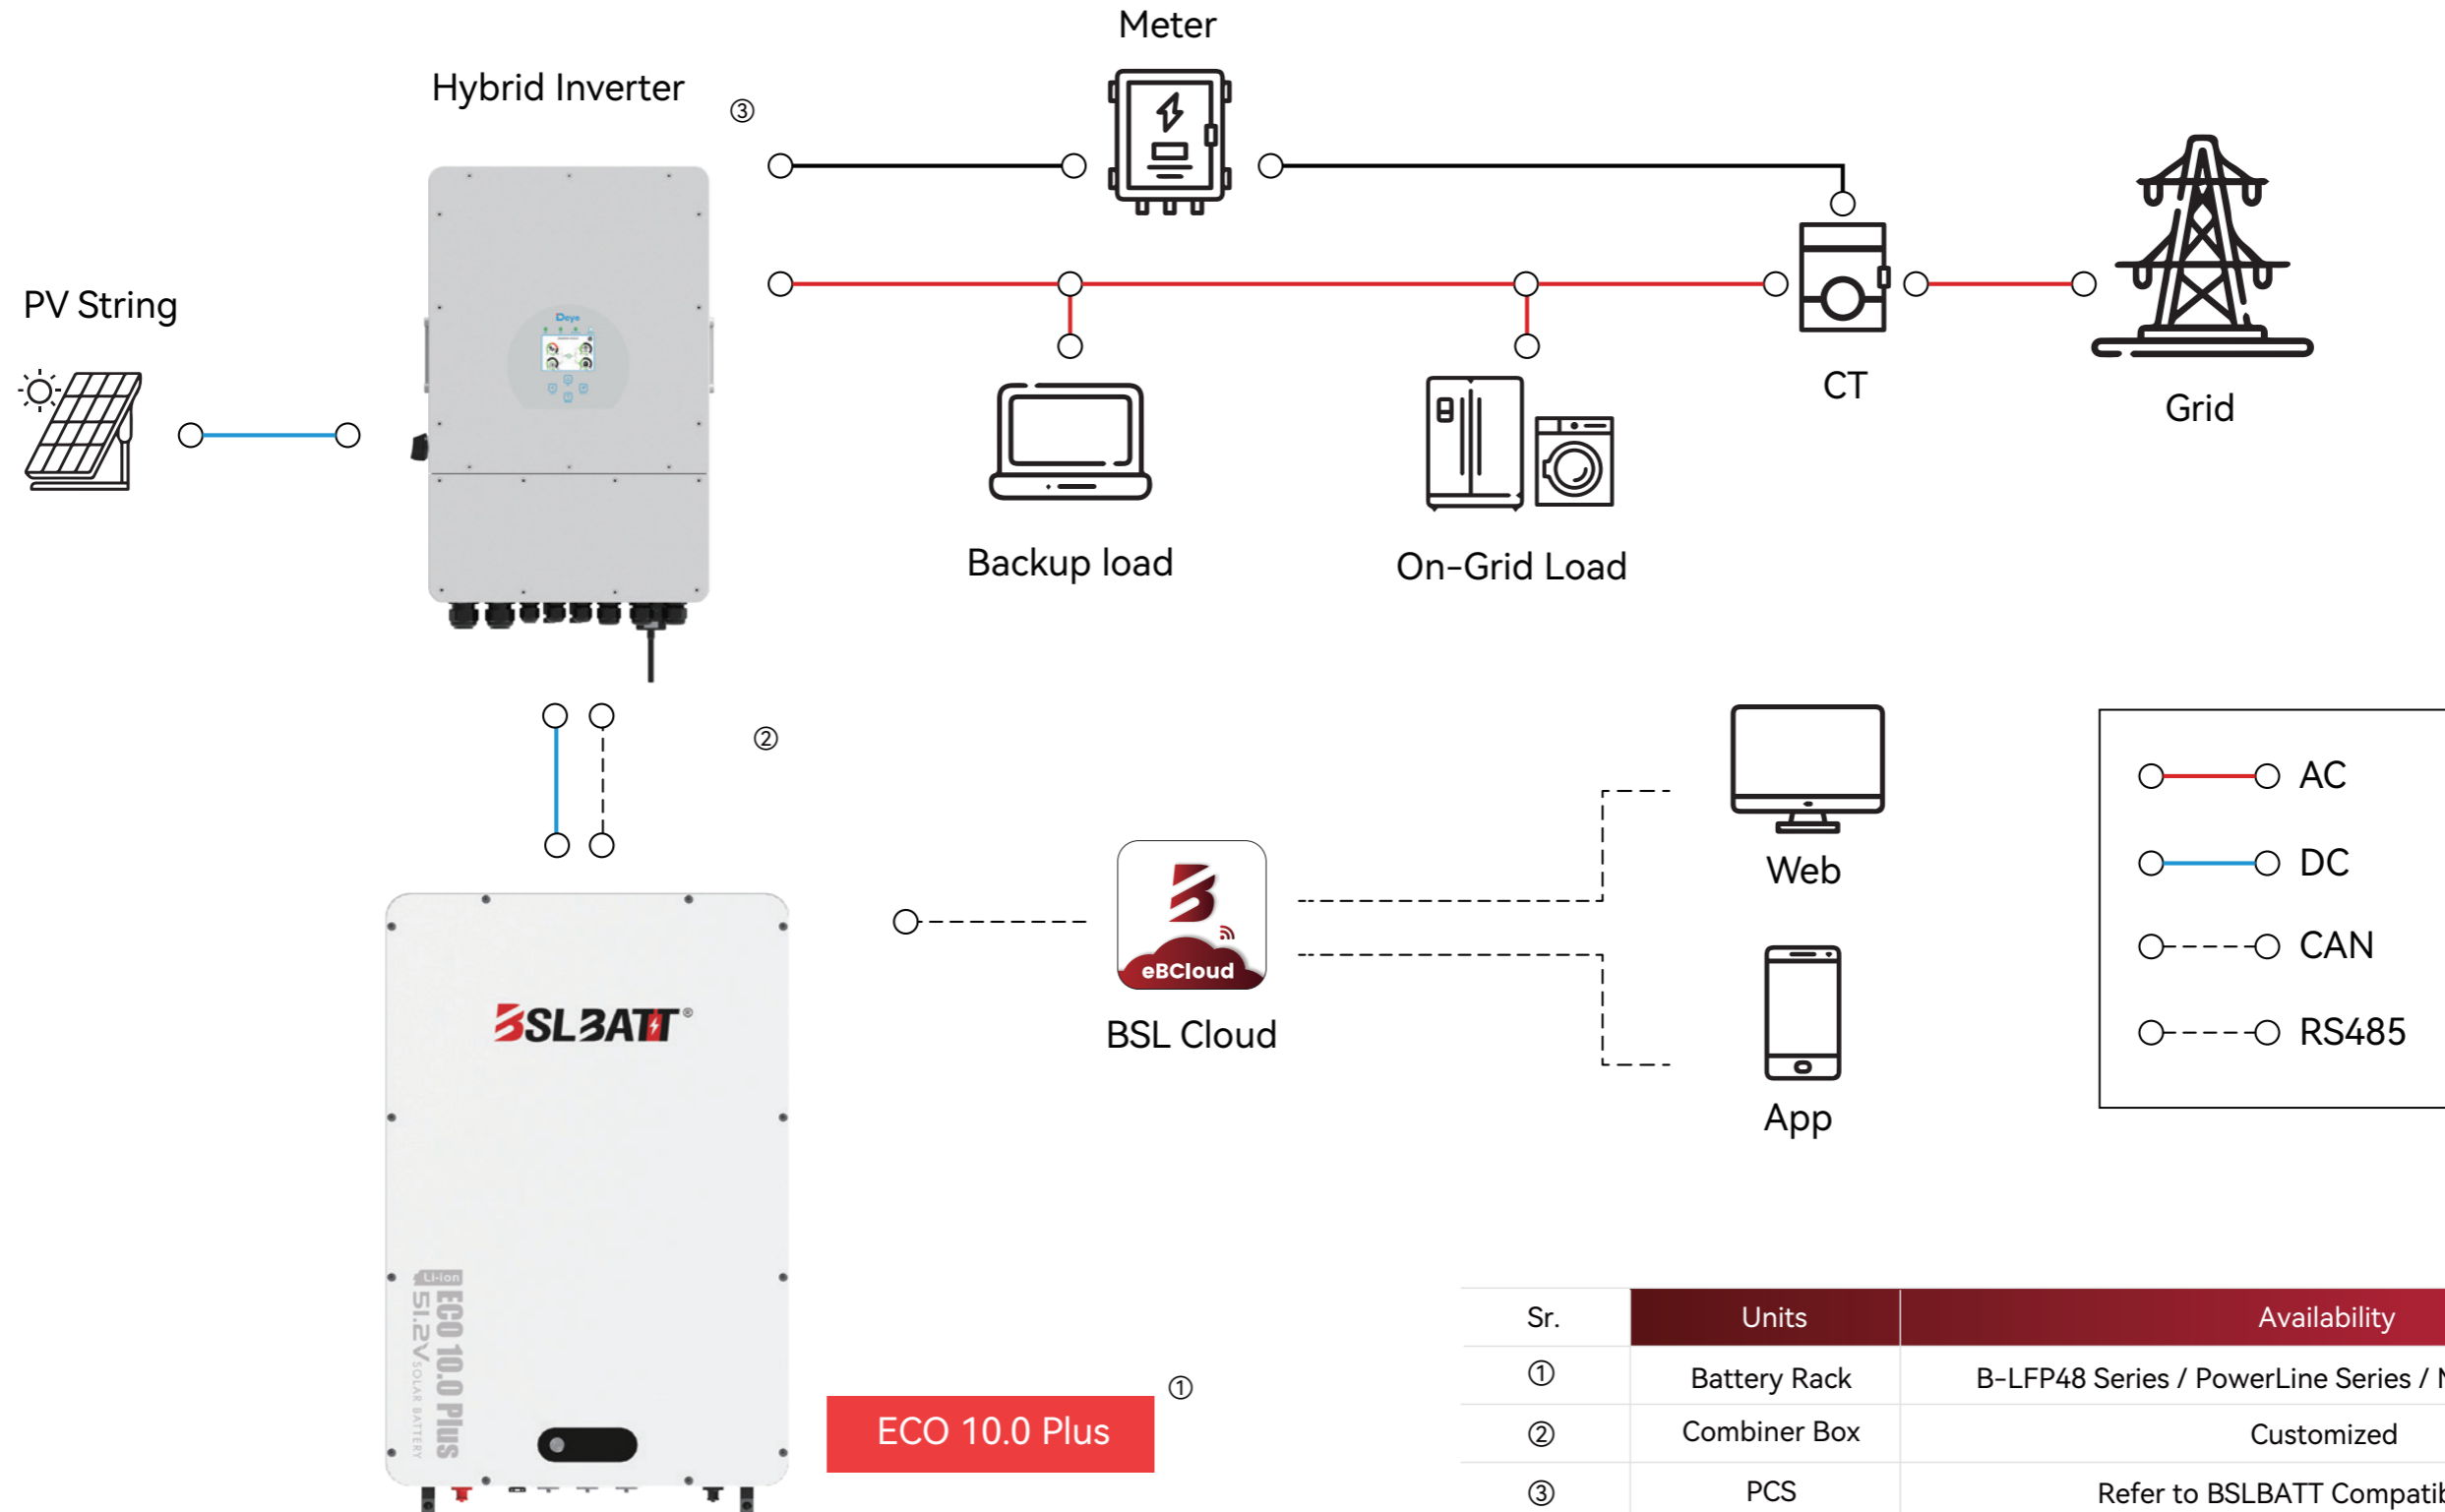 Meter
Hybrid Inverter
③
PV String
Deye
CT
Grid
Backup load
On-Grid Load
②
Web
eBCloud
BSL Cloud
App
AC
DC
CAN
RS485
BSLBATT®
Li-ion
ECO 10.0 Plus
51.2V SOLAR BATTERY
ECO 10.0 Plus
①
Sr. Units Availability
① Battery Rack B-LFP48 Series / PowerLine Series /
② Combiner Box Customized
③ PCS Refer to BSLBATT